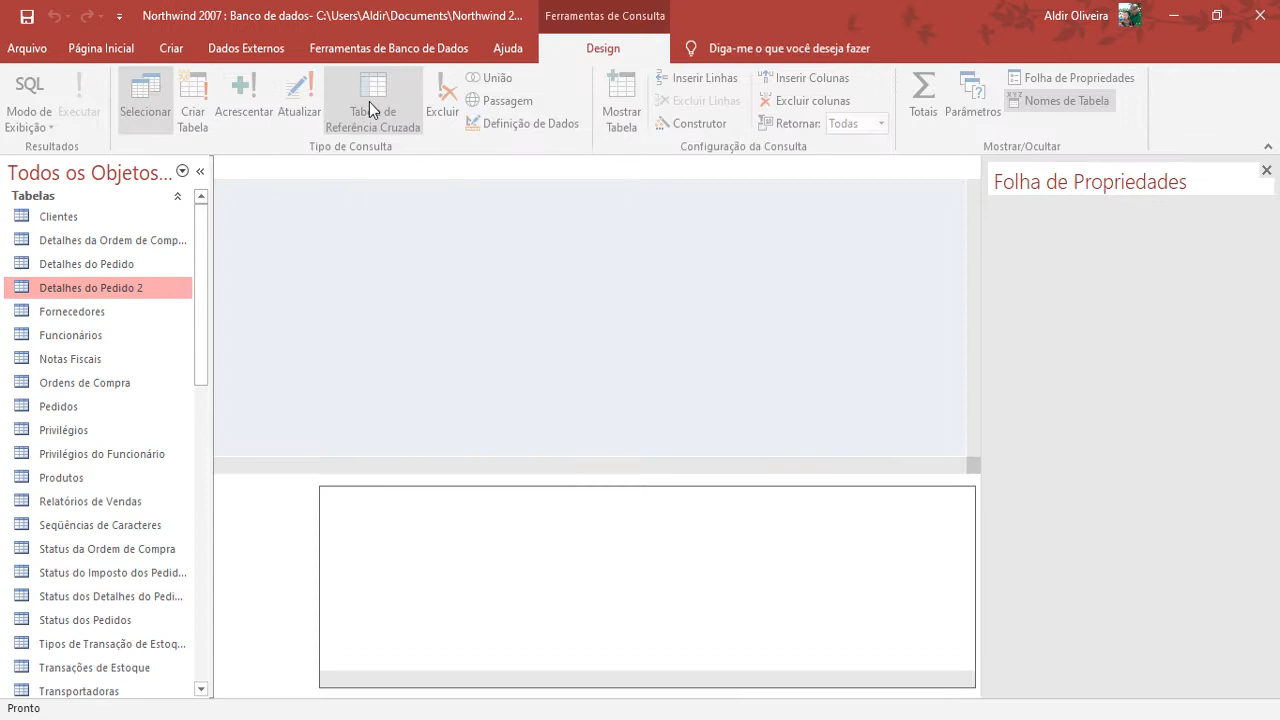 Northwind 2007 : Banco de dados- C:\Users\Aldir\Documents\Northwind 2...
Ferramentas de Consulta
Aldir Oliveira
Arquivo
Página Inicial
Criar
Dados Externos
Ferramentas de Banco de Dados
Ajuda
Design
Diga-me o que você deseja fazer
SQL
Modo de
Exibição
Executar
Resultados
Selecionar
Criar
Tabela
Acrescentar
Atualizar
Tabela de
Referência Cruzada
Excluir
União
Passagem
Definição de Dados
Tipo de Consulta
Mostrar
Tabela
Inserir Linhas
Excluir Linhas
Construtor
Inserir Colunas
Excluir colunas
Retornar: Todas
Configuração da Consulta
Totais
Parâmetros
Folha de Propriedades
XYZ Nomes de Tabela
Mostrar/Ocultar
Todos os Objetos...
Tabelas
Clientes
Detalhes da Ordem de Comp...
Detalhes do Pedido
Detalhes do Pedido 2
Fornecedores
Funcionários
Notas Fiscais
Ordens de Compra
Pedidos
Privilégios
Privilégios do Funcionário
Produtos
Relatórios de Vendas
Seqüências de Caracteres
Status da Ordem de Compra
Status do Imposto dos Pedid...
Status dos Detalhes do Pedi...
Status dos Pedidos
Tipos de Transação de Estoq...
Transações de Estoque
Transportadoras
Folha de Propriedades
Pronto